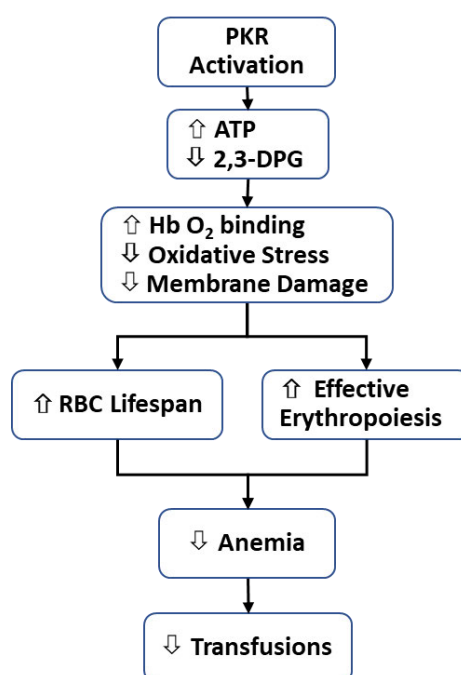 PKR
Activation
⇧ ATP
⇩ 2,3-DPG
⇧ Hb O₂ binding
⇩ Oxidative Stress
⇩ Membrane Damage
⇧ RBC Lifespan
⇧ Effective
Erythropoiesis
⇩ Anemia
⇩ Transfusions